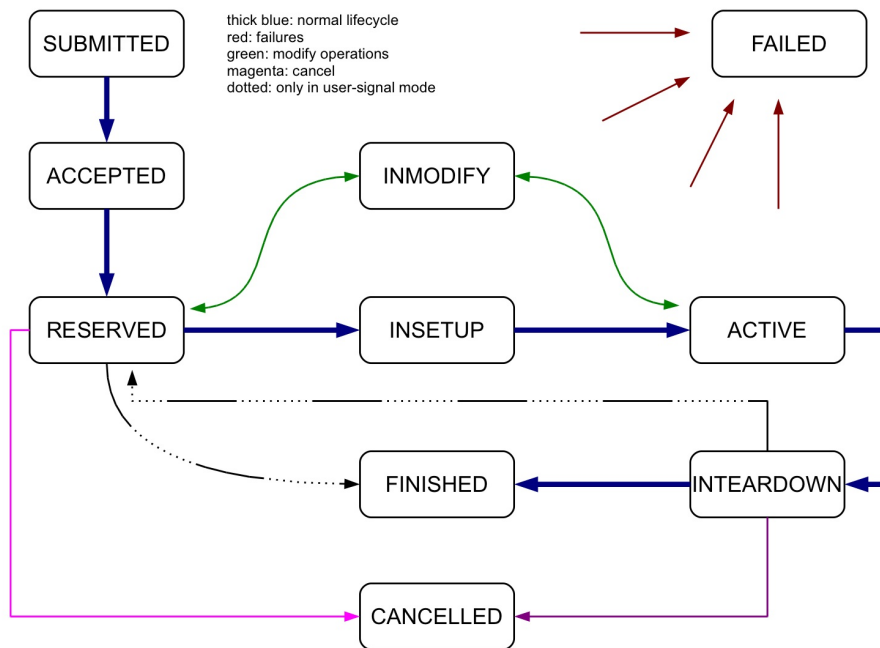 SUBMITTED
thick blue: normal lifecycle
red: failures
green: modify operations
magenta: cancel
dotted: only in user-signal mode
FAILED
ACCEPTED
INMODIFY
RESERVED
INSETUP
ACTIVE
FINISHED
INTEARDOWN
CANCELLED